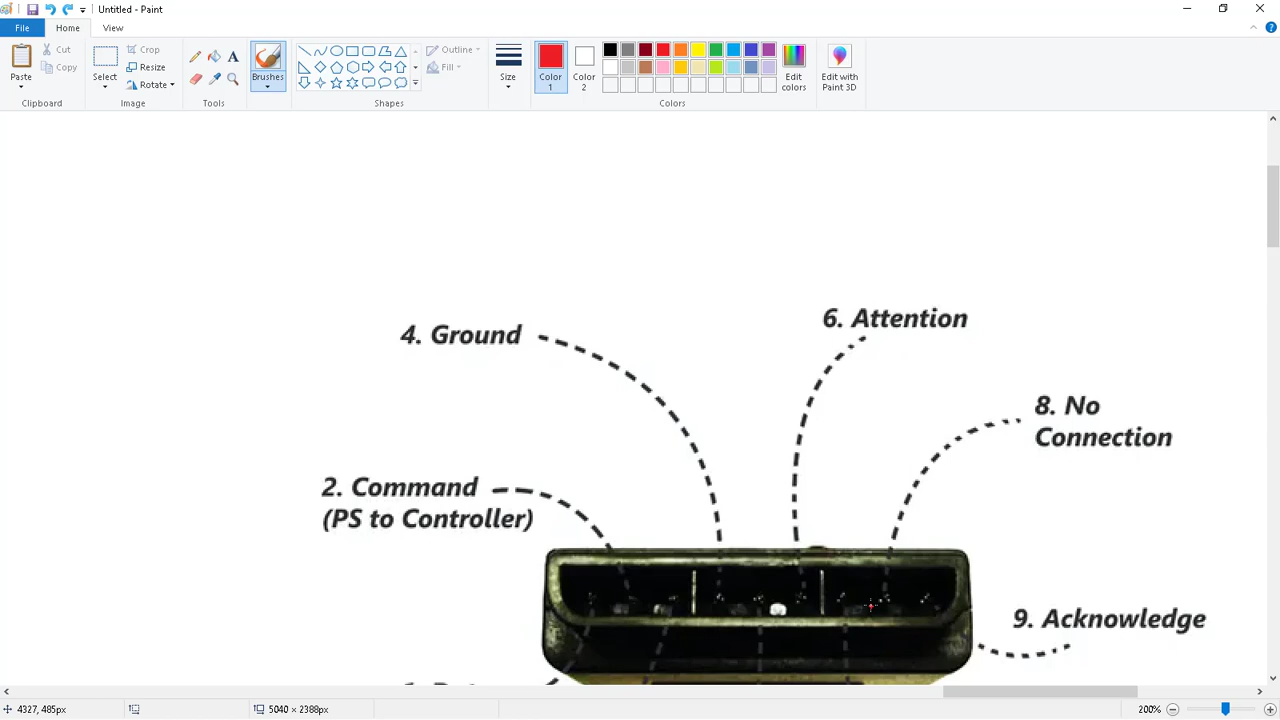 Untitled - Paint
File
Home
View
Paste
Cut
Copy
Clipboard
Select
Crop
Resize
Rotate
Image
Tools
Brushes
Outline
Fill
Shapes
Size
Color
1
Color
2
Edit
colors
Colors
Edit with
Paint 3D
4. Ground
6. Attention
8. No
Connection
2. Command
(PS to Controller)
9. Acknowledge
4327, 485px
5040 × 2388px
200%